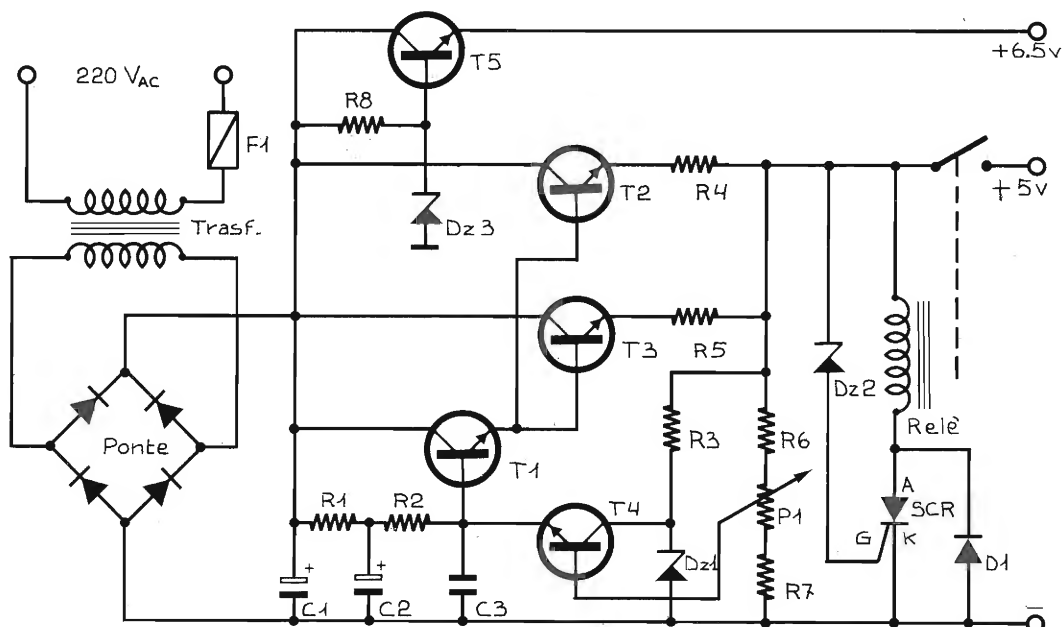 220 VAC
F1
Trasf.
Ponte
T5
+6.5v
R8
Dz3
T2
R4
+5v
T3
R5
Dz2
Relè
T1
R3
R6
R1
R2
T4
P1
A
SCR
G
K
D1
Dz1
R7
+
C1
+
C2
C3
-